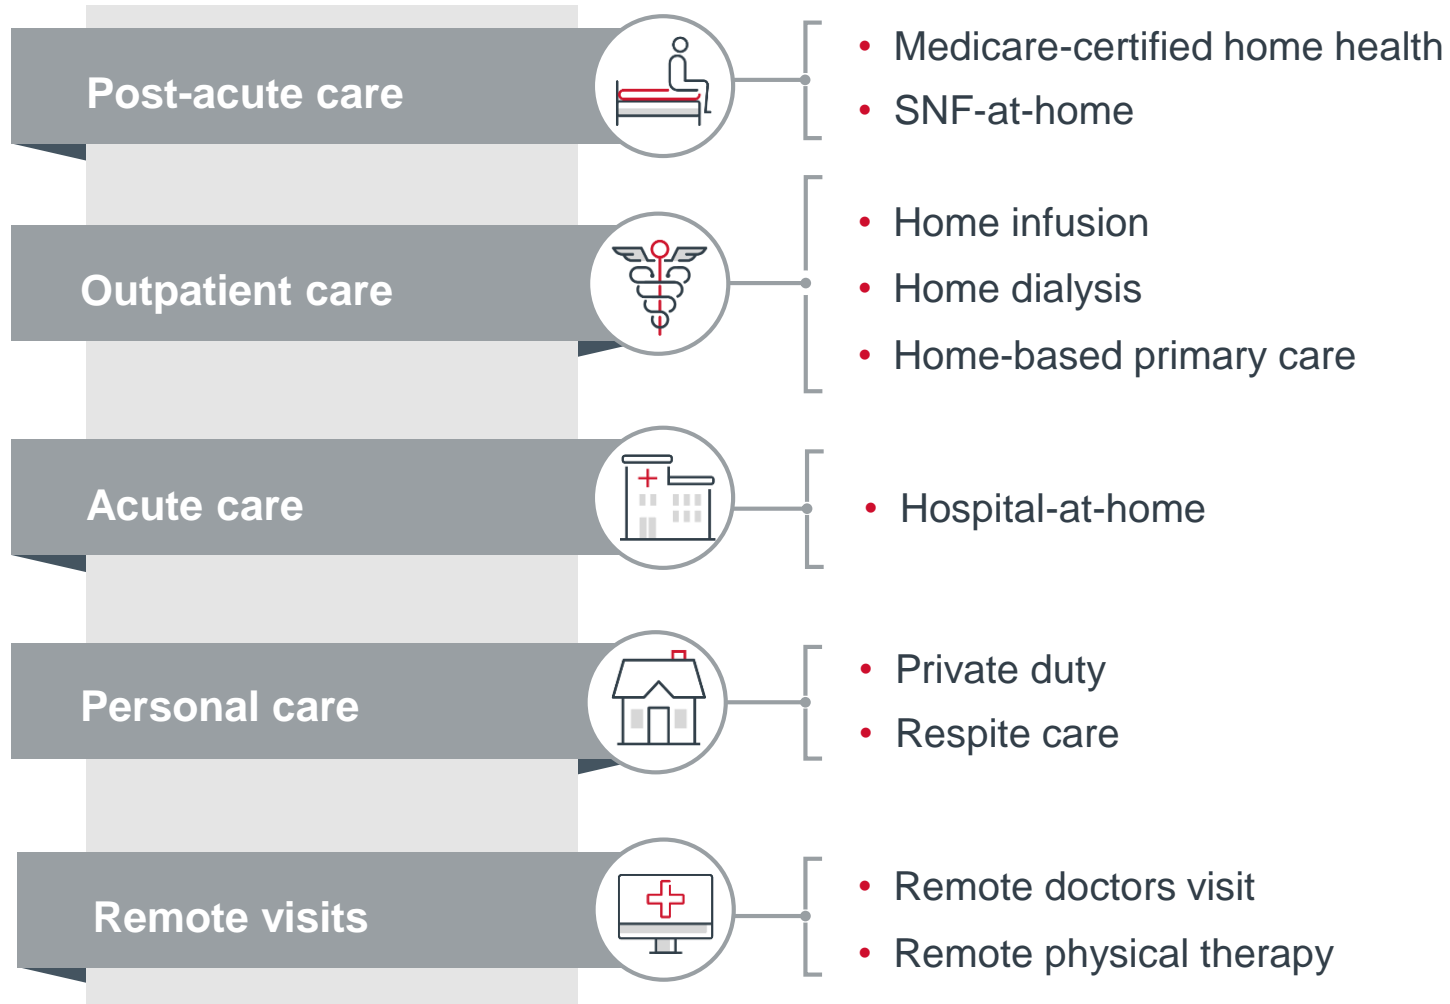 Post-acute care
• Medicare-certified home health
• SNF-at-home
Outpatient care
• Home infusion
• Home dialysis
• Home-based primary care
Acute care
• Hospital-at-home
Personal care
• Private duty
• Respite care
Remote visits
• Remote doctors visit
• Remote physical therapy